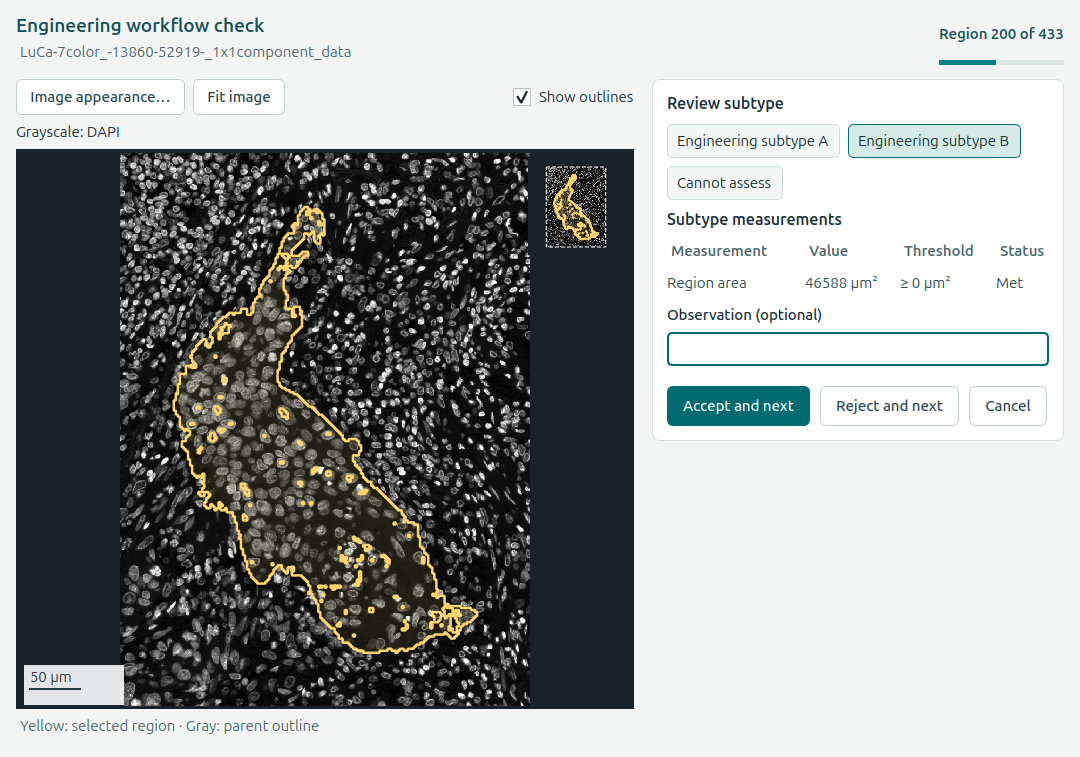 Engineering workflow check
LuCa-7color_-13860-52919-_1x1component_data
Region 200 of 433
Image appearance…
Fit image
Show outlines
Grayscale: DAPI
50 µm
Yellow: selected region · Gray: parent outline
Review subtype
Engineering subtype A
Engineering subtype B
Cannot assess
Subtype measurements
Measurement Value Threshold Status
Region area 46588 µm² ≥ 0 µm² Met
Observation (optional)
Accept and next
Reject and next
Cancel